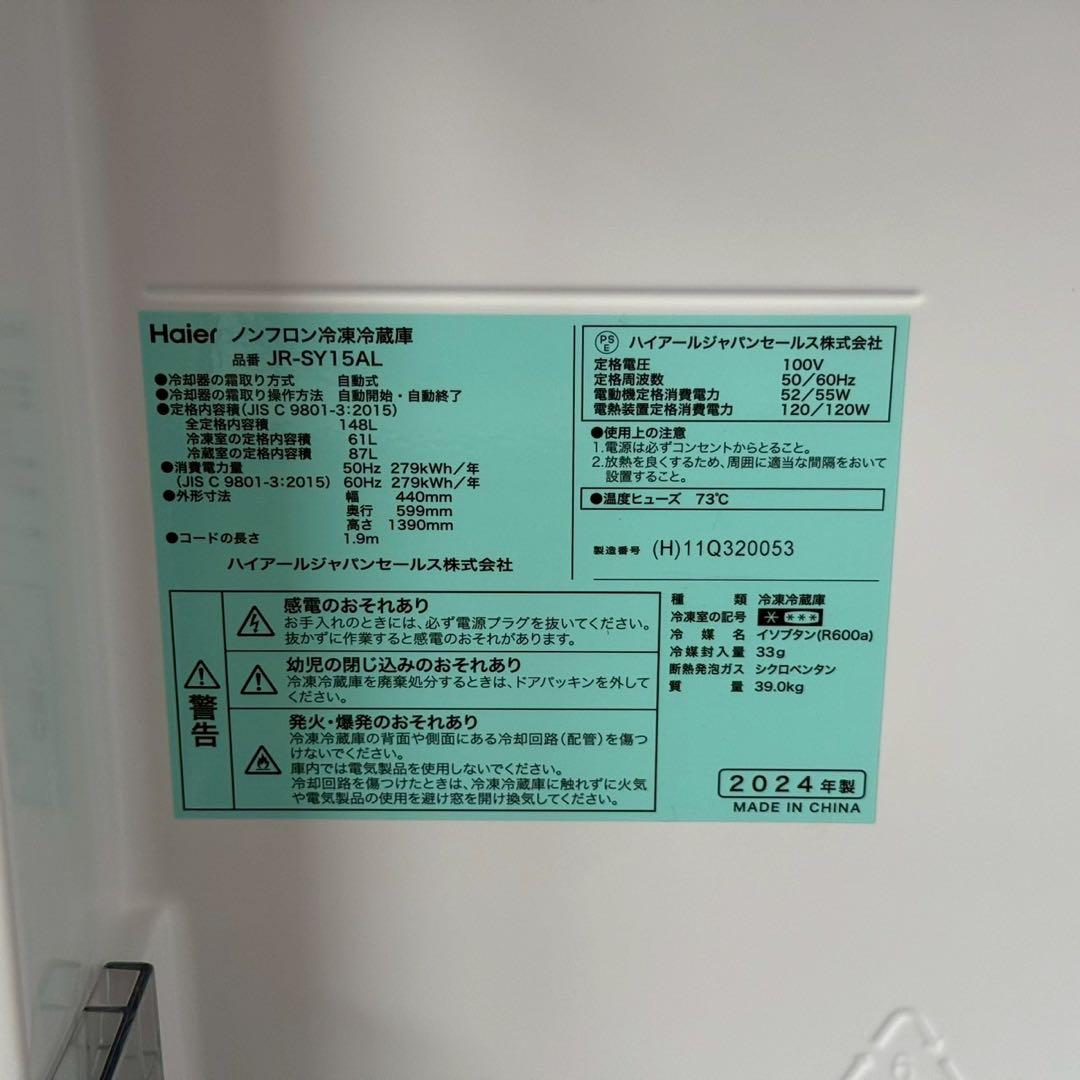 Haier ノンフロン冷凍冷蔵庫
品番 JR-SY15AL
●冷却器の霜取り方式 自動式
●冷却器の霜取り操作方法 自動開始・自動終了
●定格内容積(JIS C 9801-3:2015)
全定格内容積 148L
冷凍室の定格内容積 61L
冷蔵室の定格内容積 87L
●消費電力量 50Hz 279kWh/年
(JIS C 9801-3:2015) 60Hz 279kWh/年
●外形寸法 幅 440mm
奥行 599mm
高さ 1390mm
●コードの長さ 1.9m
ハイアールジャパンセールス株式会社
PSE ハイアールジャパンセールス株式会社
定格電圧 100V
定格周波数 50/60Hz
電動機定格消費電力 52/55W
電熱装置定格消費電力 120/120W
●使用上の注意
1.電源は必ずコンセントからとること。
2.放熱を良くするため、周囲に適当な間隔をおいて
設置すること。
●温度ヒューズ 73℃
製造番号 (H)11Q320053
警告
感電のおそれあり
お手入れのときには、必ず電源プラグを抜いてください。
抜かずに作業すると感電のおそれがあります。
幼児の閉じ込みのおそれあり
冷凍冷蔵庫を廃棄処分するときは、ドアパッキンを外して
ください。
発火・爆発のおそれあり
冷凍冷蔵庫の背面や側面にある冷却回路(配管)を傷つ
けないでください。
庫内では電気製品を使用しないでください。
冷却回路を傷つけたときは、冷凍冷蔵庫に触れずに火気
や電気製品の使用を避け窓を開け換気してください。
種類 冷凍冷蔵庫
冷凍室の記号 * ***
冷媒名 イソブタン(R600a)
冷媒封入量 33g
断熱発泡ガス シクロペンタン
質量 39.0kg
2024年製
MADE IN CHINA
6